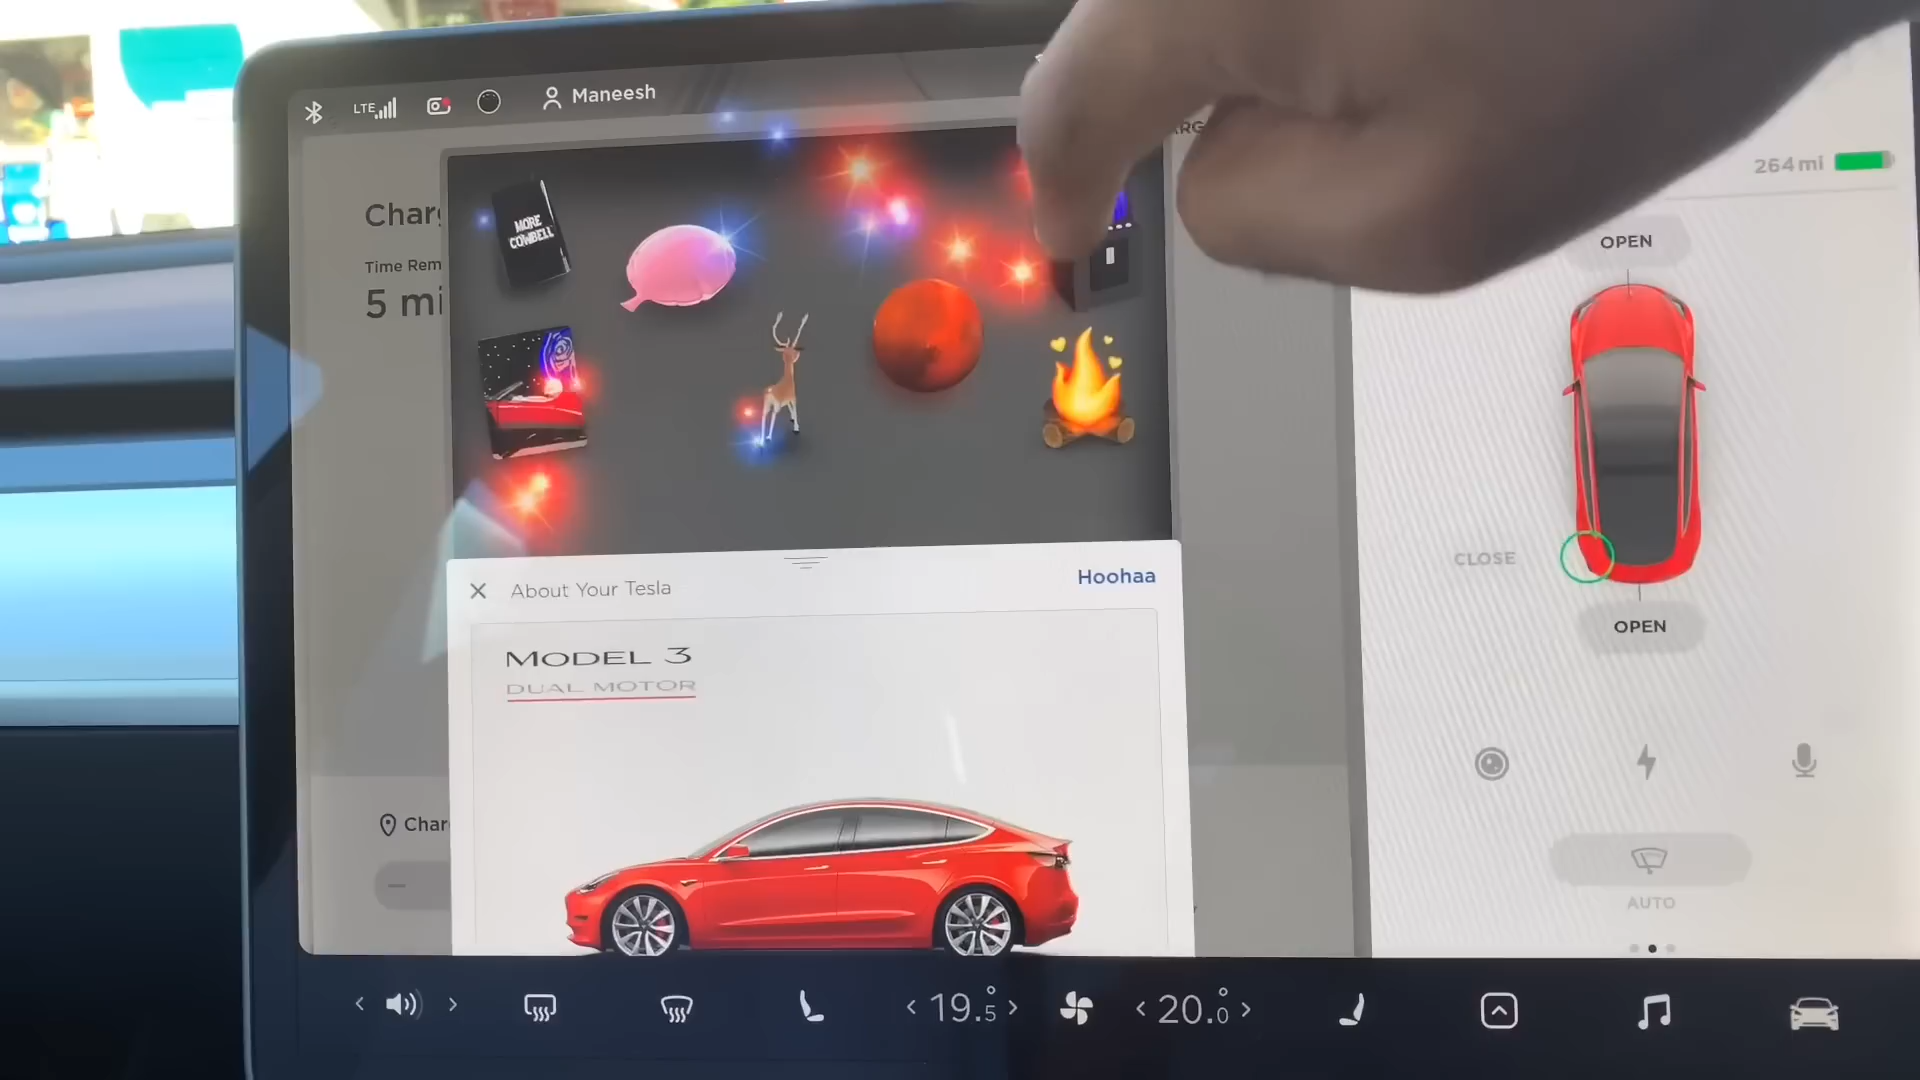 LTE
Maneesh
264 mi
Char
Time Rem
5 mi
MORE
COWBELL
OPEN
CLOSE
OPEN
About Your Tesla
Hoohaa
MODEL 3
DUAL MOTOR
Char
AUTO
19.5°
20.0°